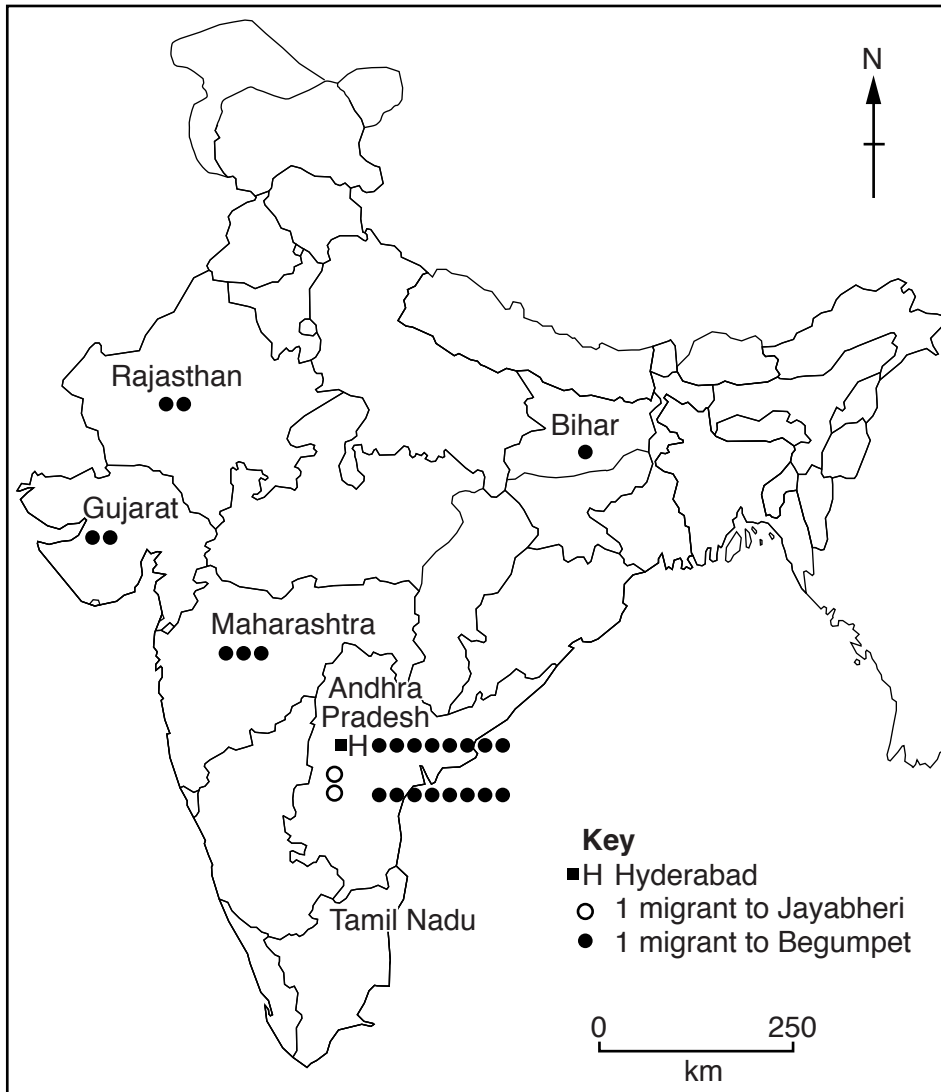 N
Rajasthan
Bihar
Gujarat
Maharashtra
Andhra
Pradesh
H
Tamil Nadu
Key
H Hyderabad
1 migrant to Jayabheri
1 migrant to Begumpet
0 250
km